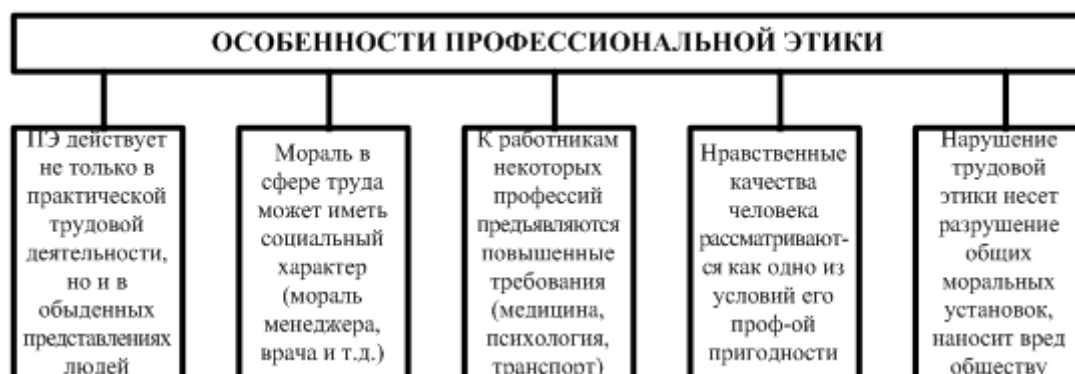 ОСОБЕННОСТИ ПРОФЕССИОНАЛЬНОЙ ЭТИКИ
ПЭ действует
не только в
практической
трудовой
деятельности,
но и в
обыденных
представлениях
людей
Мораль в
сфере труда
может иметь
социальный
характер
(мораль
менеджера,
врача и т.д.)
К работникам
некоторых
профессий
предъявляются
повышенные
требования
(медицина,
психология,
транспорт)
Нравственные
качества
человека
рассматривают-
ся как одно из
условий его
проф-ой
пригодности
Нарушение
трудовой
этики несет
разрушение
общих
моральных
установок,
наносит вред
обществу